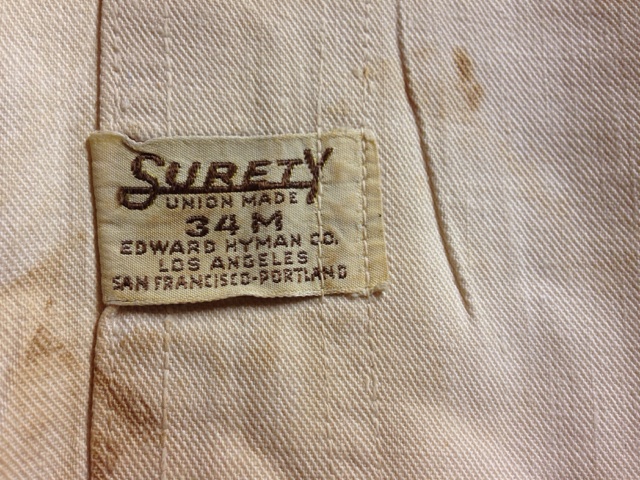 SURETY
UNION MADE
34 M
EDWARD HYMAN CO.
LOS ANGELES
SAN FRANCISCO-PORTLAND